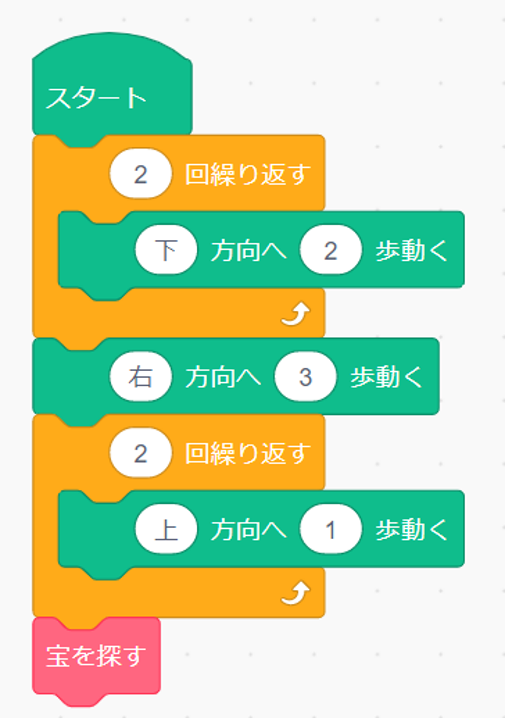 スタート
2 回繰り返す
下 方向へ 2 歩動く
右 方向へ 3 歩動く
2 回繰り返す
上 方向へ 1 歩動く
宝を探す